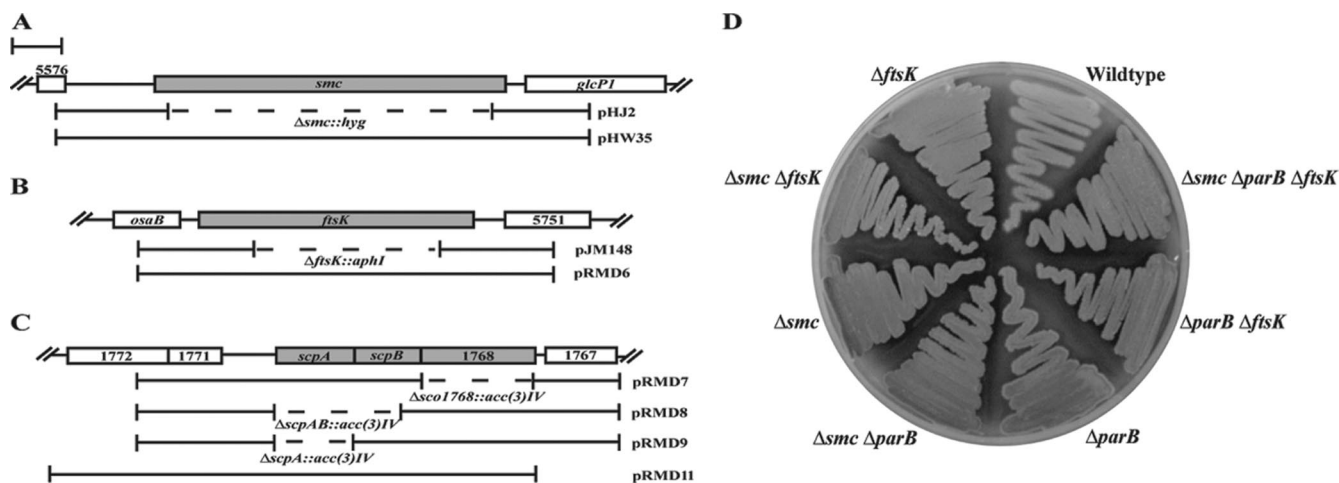 A
5576 smc glcP1
pHJ2
Δsmc::hyg
pHW35
B
osaB ftsK 5751
pJM148
ΔftsK::aphI
pRMD6
C
1772 1771 scpA scpB 1768 1767
pRMD7
Δsco1768::acc(3)IV
pRMD8
ΔscpAB::acc(3)IV
pRMD9
ΔscpA::acc(3)IV
pRMD11
D
ΔftsK Wildtype
Δsmc ΔftsK Δsmc ΔparB ΔftsK
Δsmc ΔparB ΔftsK
Δsmc ΔparB ΔparB